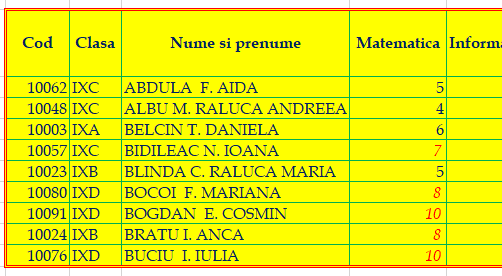 Cod Clasa Nume si prenume Matematica Informa
10062 IXC ABDULA F. AIDA 5
10048 IXC ALBU M. RALUCA ANDREEA 4
10003 IXA BELCIN T. DANIELA 6
10057 IXC BIDILEAC N. IOANA 7
10023 IXB BLINDA C. RALUCA MARIA 5
10080 IXD BOCOI F. MARIANA 8
10091 IXD BOGDAN E. COSMIN 10
10024 IXB BRATU I. ANCA 8
10076 IXD BUCIU I. IULIA 10